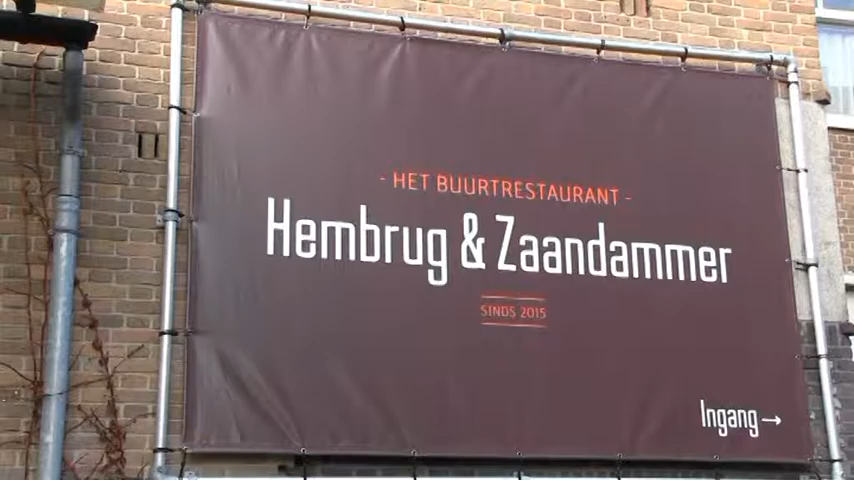 - HET BUURTRESTAURANT -
Hembrug & Zaandammer
SINDS 2015
Ingang →